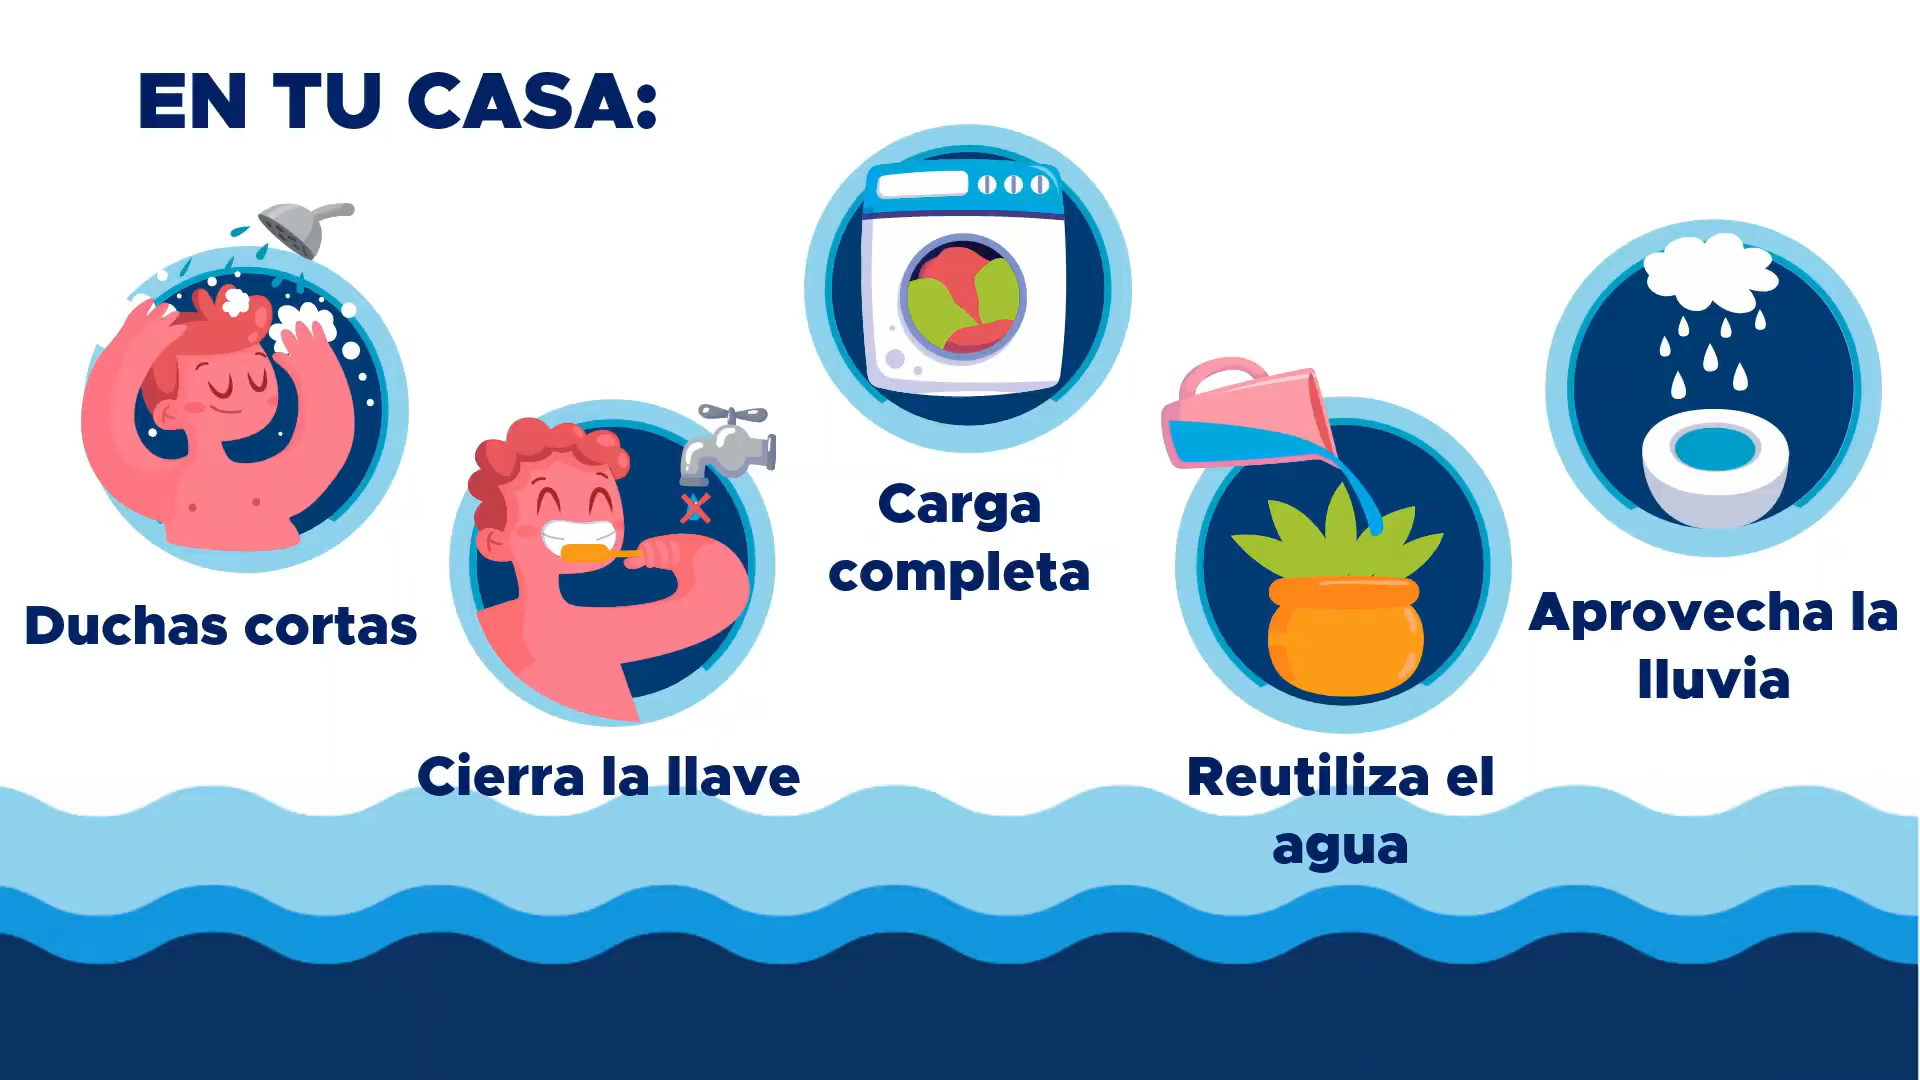 EN TU CASA:
Duchas cortas
Cierra la llave
Carga
completa
Reutiliza el
agua
Aprovecha la
lluvia